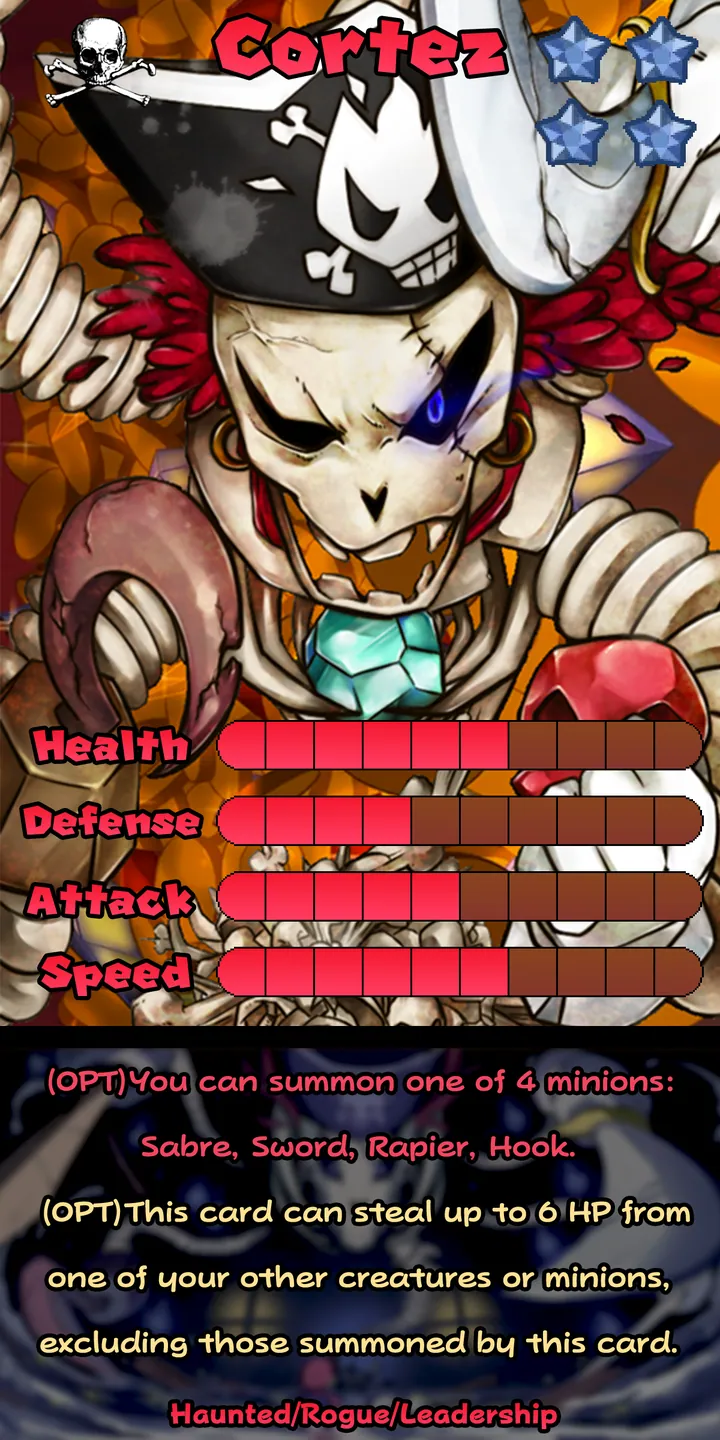 Cortez
Health
Defense
Attack
Speed
(OPT)You can summon one of 4 minions:
Sabre, Sword, Rapier, Hook.
(OPT)This card can steal up to 6 HP from
one of your other creatures or minions,
excluding those summoned by this card.
Haunted/Rogue/Leadership